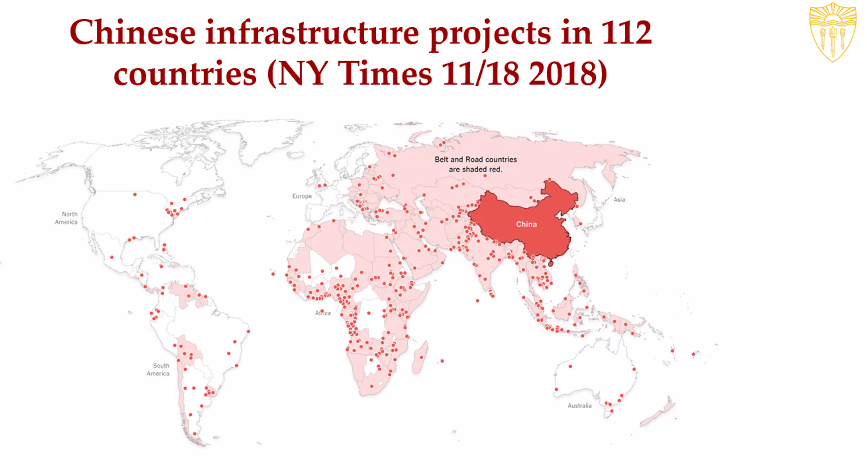 Chinese infrastructure projects in 112
countries (NY Times 11/18 2018)
Belt and Road countries
are shaded red.
Europe
Asia
North
America
China
Africa
South
America
Australia